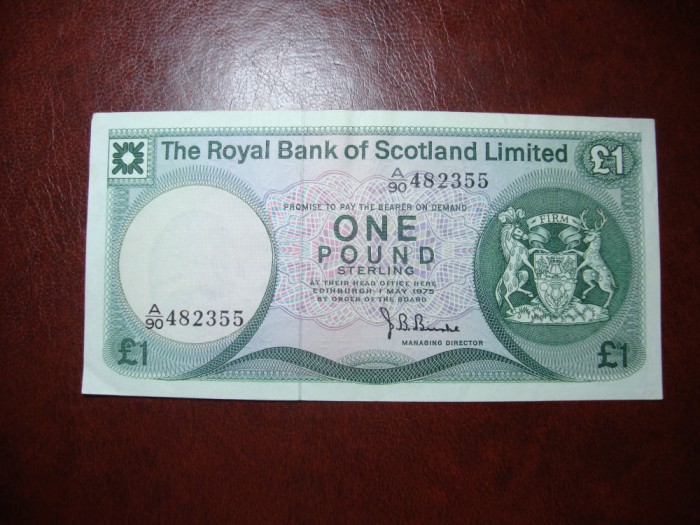 The Royal Bank of Scotland Limited
£1
A/90 482355
PROMISE TO PAY THE BEARER ON DEMAND
ONE
POUND
STERLING
AT THEIR HEAD OFFICE HERE
EDINBURGH, 1 MAY 1975
BY ORDER OF THE BOARD
FIRM
A/90 482355
J B Burke
MANAGING DIRECTOR
£1
£1